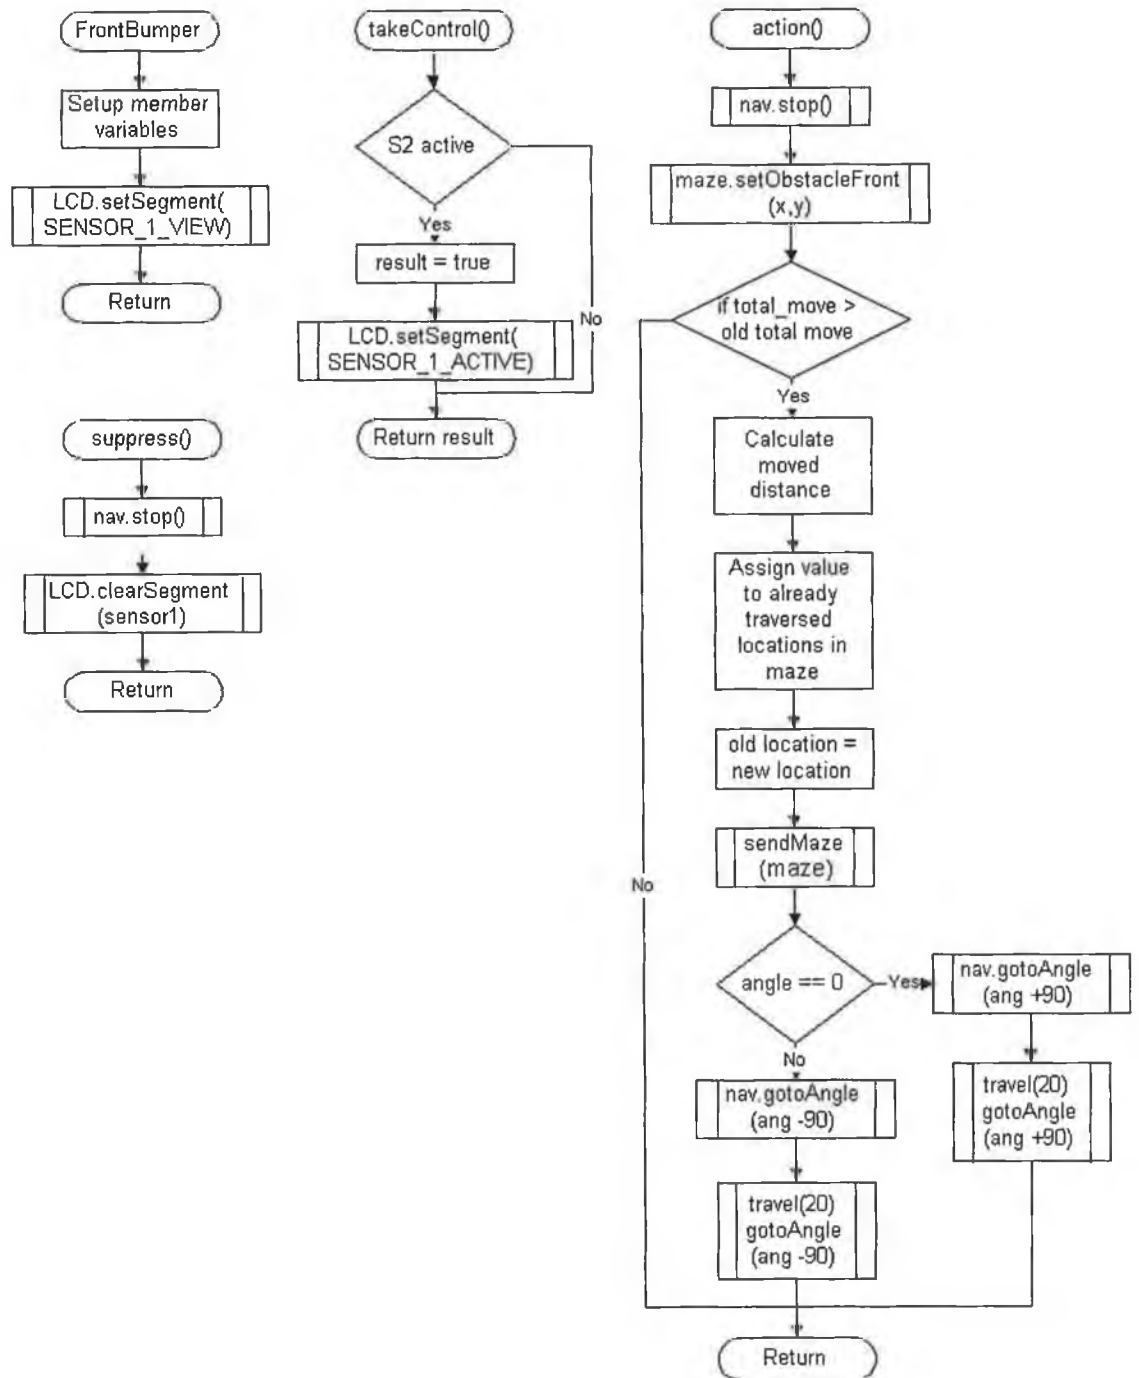 FrontBumper
Setup member
variables
LCD.setSegment(
SENSOR_1_VIEW)
Return
suppress()
nav.stop()
LCD.clearSegment
(sensor1)
Return
takeControl()
S2 active
Yes
No
result = true
LCD.setSegment(
SENSOR_1_ACTIVE)
Return result
action()
nav.stop()
maze.setObstacleFront
(x,y)
if total_move >
old total move
Yes
No
Calculate
moved
distance
Assign value
to already
traversed
locations in
maze
old location =
new location
sendMaze
(maze)
angle == 0
Yes
No
nav.gotoAngle
(ang +90)
travel(20)
gotoAngle
(ang +90)
nav.gotoAngle
(ang -90)
travel(20)
gotoAngle
(ang -90)
Return